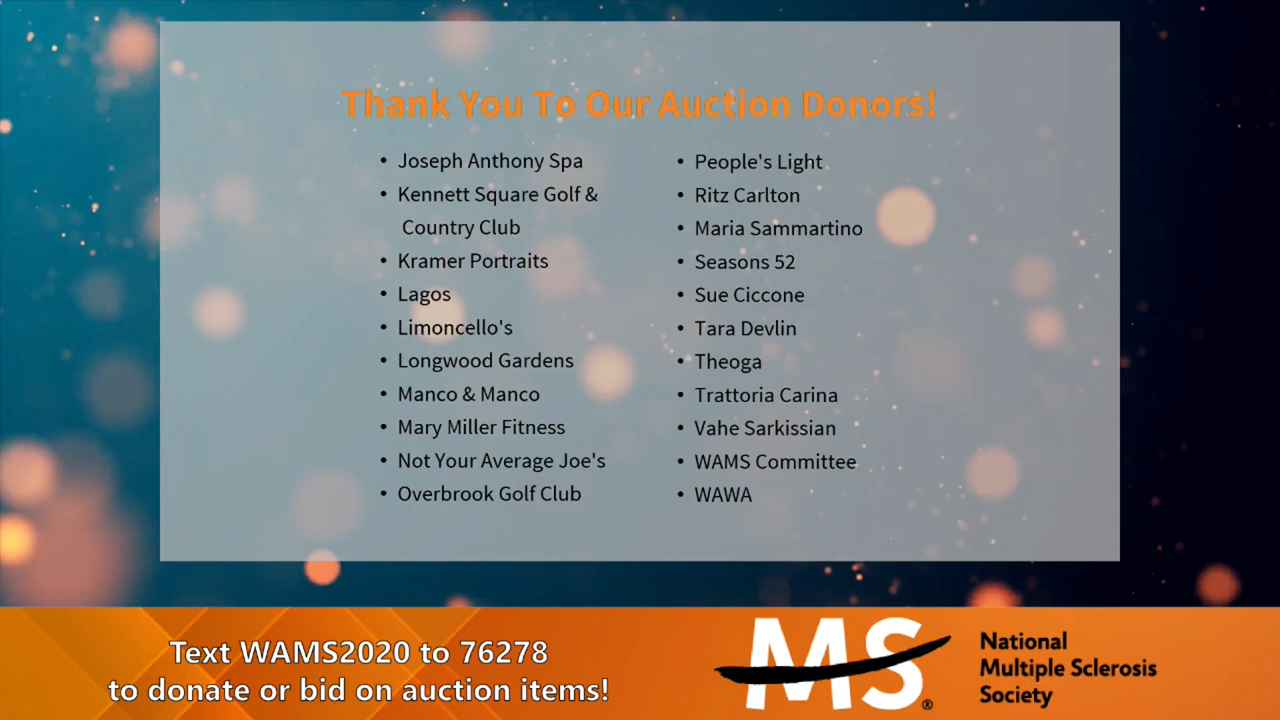 Thank You To Our Auction Donors!
• Joseph Anthony Spa
• Kennett Square Golf &
Country Club
• Kramer Portraits
• Lagos
• Limoncello's
• Longwood Gardens
• Manco & Manco
• Mary Miller Fitness
• Not Your Average Joe's
• Overbrook Golf Club
• People's Light
• Ritz Carlton
• Maria Sammartino
• Seasons 52
• Sue Ciccone
• Tara Devlin
• Theoga
• Trattoria Carina
• Vahe Sarkissian
• WAMS Committee
• WAWA
Text WAMS2020 to 76278
to donate or bid on auction items!
MS®
National
Multiple Sclerosis
Society